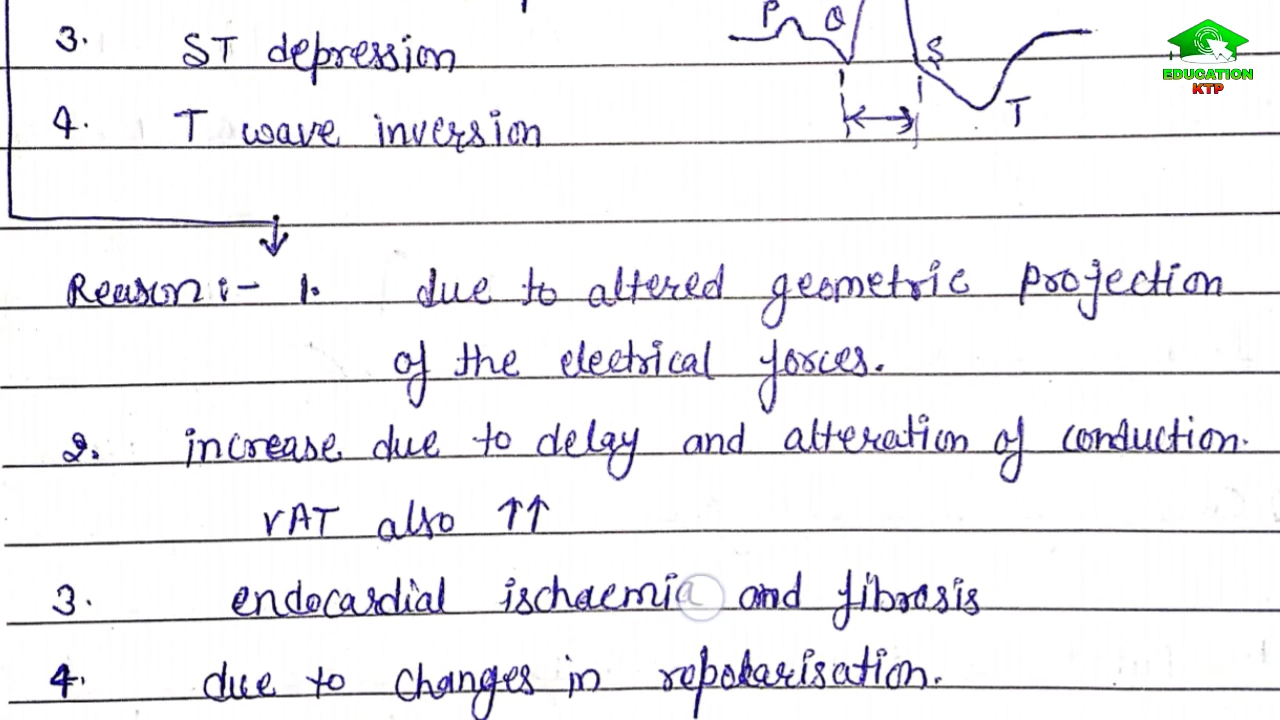 P
Q
3. ST depression
S
EDUCATION
KTP
4. T wave inversion
T
Reason :- 1. due to altered geometric projection
of the electrical forces.
2. increase due to delay and alteration of conduction.
VAT also ↑↑
3. endocardial ischaemia and fibrosis
4. due to changes in repolarisation.